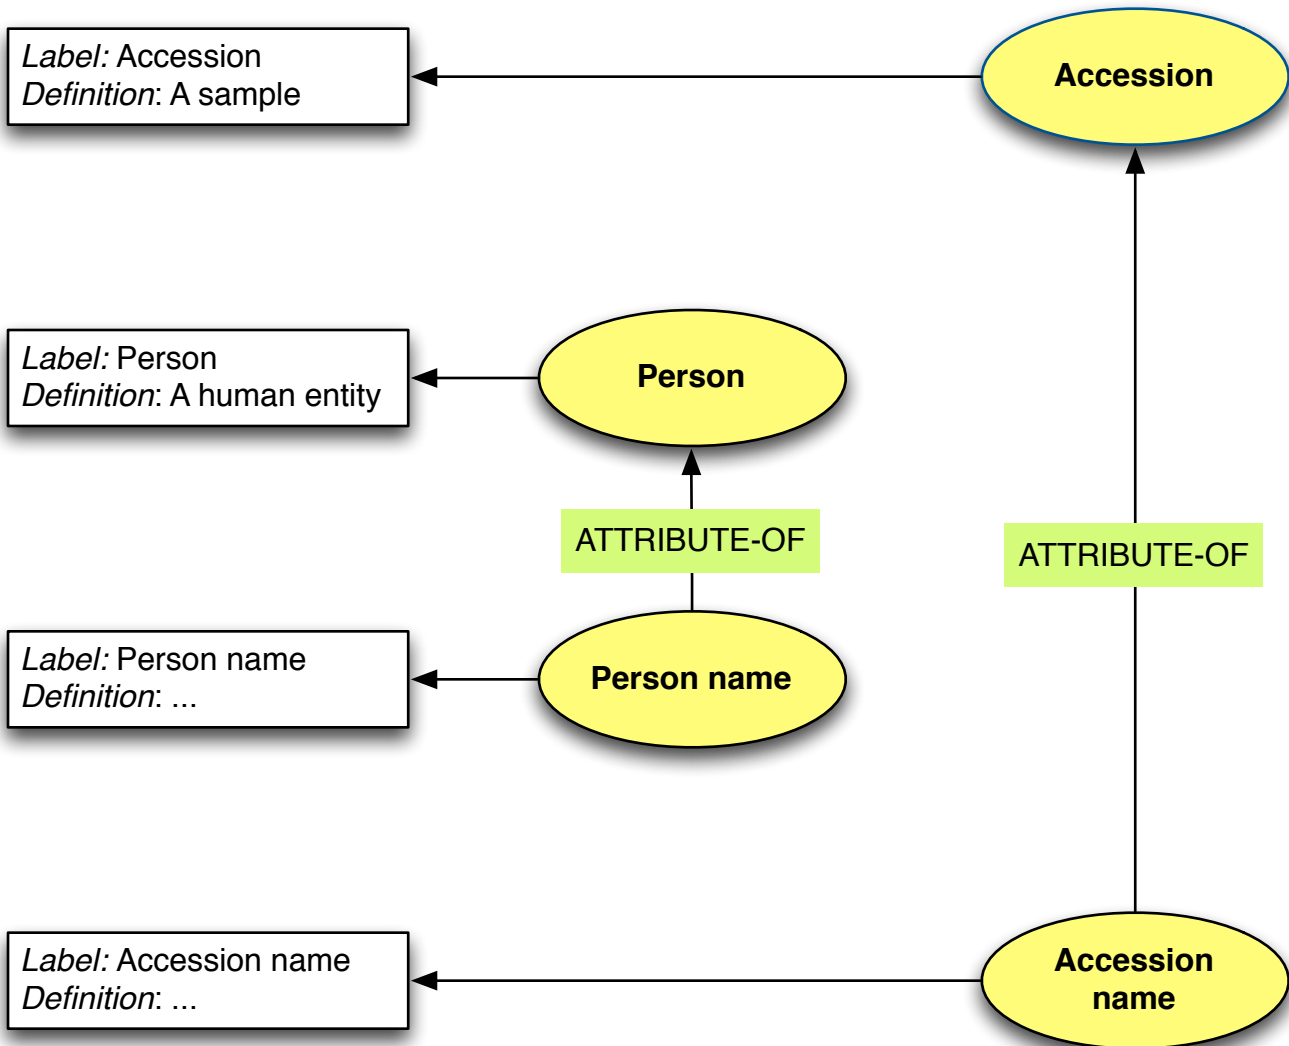 Label: Accession
Definition: A sample
Accession
Label: Person
Definition: A human entity
Person
ATTRIBUTE-OF
ATTRIBUTE-OF
Label: Person name
Definition: ...
Person name
Label: Accession name
Definition: ...
Accession
name